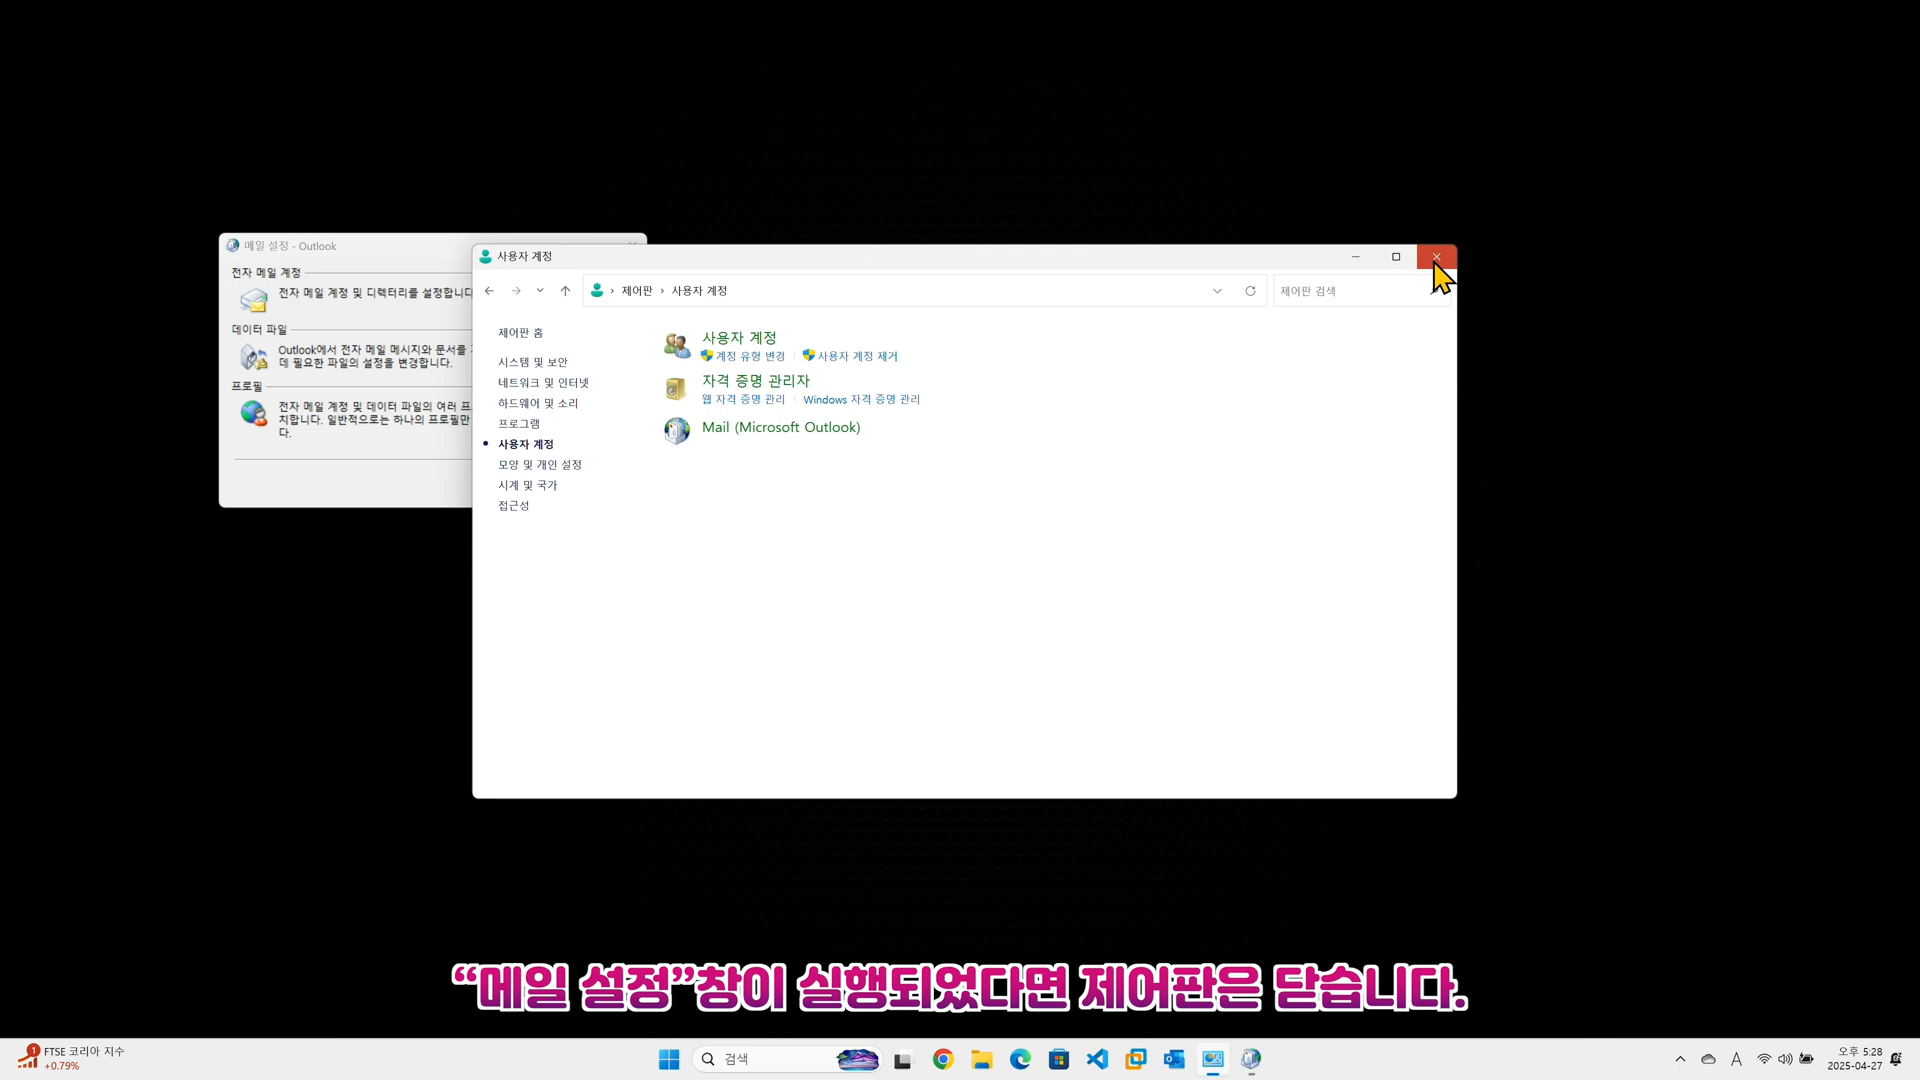 메일 설정 - Outlook
전자 메일 계정
전자 메일 계정 및 디렉터리를 설정합니다
데이터 파일
Outlook에서 전자 메일 메시지와 문서를
데 필요한 파일의 설정을 변경합니다.
프로필
전자 메일 계정 및 데이터 파일의 여러 프
치합니다. 일반적으로는 하나의 프로필만
다.
사용자 계정
제어판 › 사용자 계정
제어판 검색
제어판 홈
시스템 및 보안
네트워크 및 인터넷
하드웨어 및 소리
프로그램
사용자 계정
모양 및 개인 설정
시계 및 국가
접근성
사용자 계정
계정 유형 변경
사용자 계정 제거
자격 증명 관리자
웹 자격 증명 관리
Windows 자격 증명 관리
Mail (Microsoft Outlook)
“메일 설정”창이 실행되었다면 제어판은 닫습니다.
1
FTSE 코리아 지수
+0.79%
검색
A
오후 5:28
2025-04-27